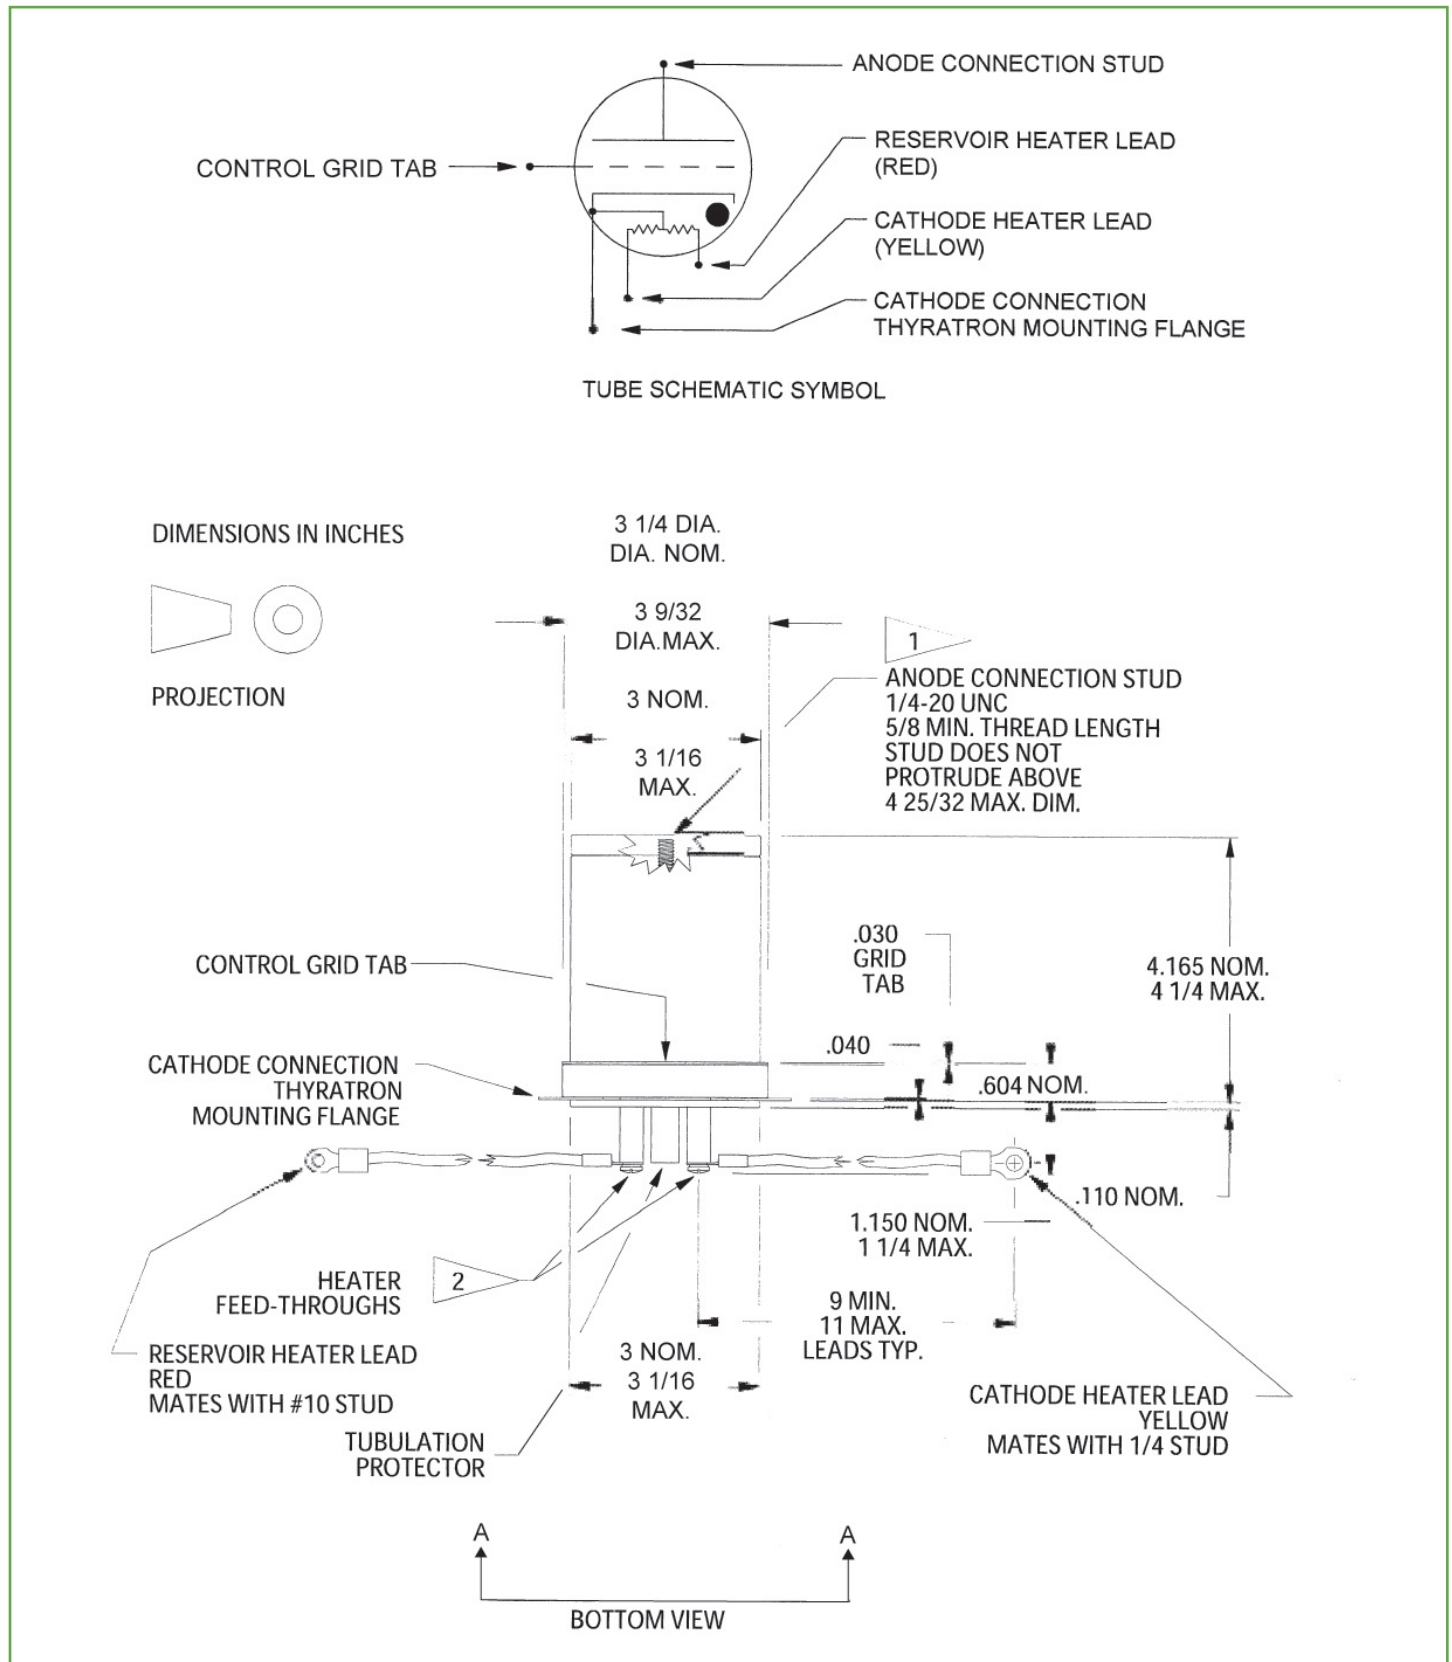 ANODE CONNECTION STUD
RESERVOIR HEATER LEAD
(RED)
CONTROL GRID TAB
CATHODE HEATER LEAD
(YELLOW)
CATHODE CONNECTION
THYRATRON MOUNTING FLANGE
TUBE SCHEMATIC SYMBOL
DIMENSIONS IN INCHES
PROJECTION
3 1/4 DIA.
DIA. NOM.
3 9/32
DIA.MAX.
3 NOM.
3 1/16
MAX.
1
ANODE CONNECTION STUD
1/4-20 UNC
5/8 MIN. THREAD LENGTH
STUD DOES NOT
PROTRUDE ABOVE
4 25/32 MAX. DIM.
CONTROL GRID TAB
.030
GRID
TAB
4.165 NOM.
4 1/4 MAX.
.040
.604 NOM.
CATHODE CONNECTION
THYRATRON
MOUNTING FLANGE
.110 NOM.
1.150 NOM.
1 1/4 MAX.
HEATER
FEED-THROUGHS
2
9 MIN.
11 MAX.
LEADS TYP.
RESERVOIR HEATER LEAD
RED
MATES WITH #10 STUD
3 NOM.
3 1/16
MAX.
CATHODE HEATER LEAD
YELLOW
MATES WITH 1/4 STUD
TUBULATION
PROTECTOR
A
A
BOTTOM VIEW